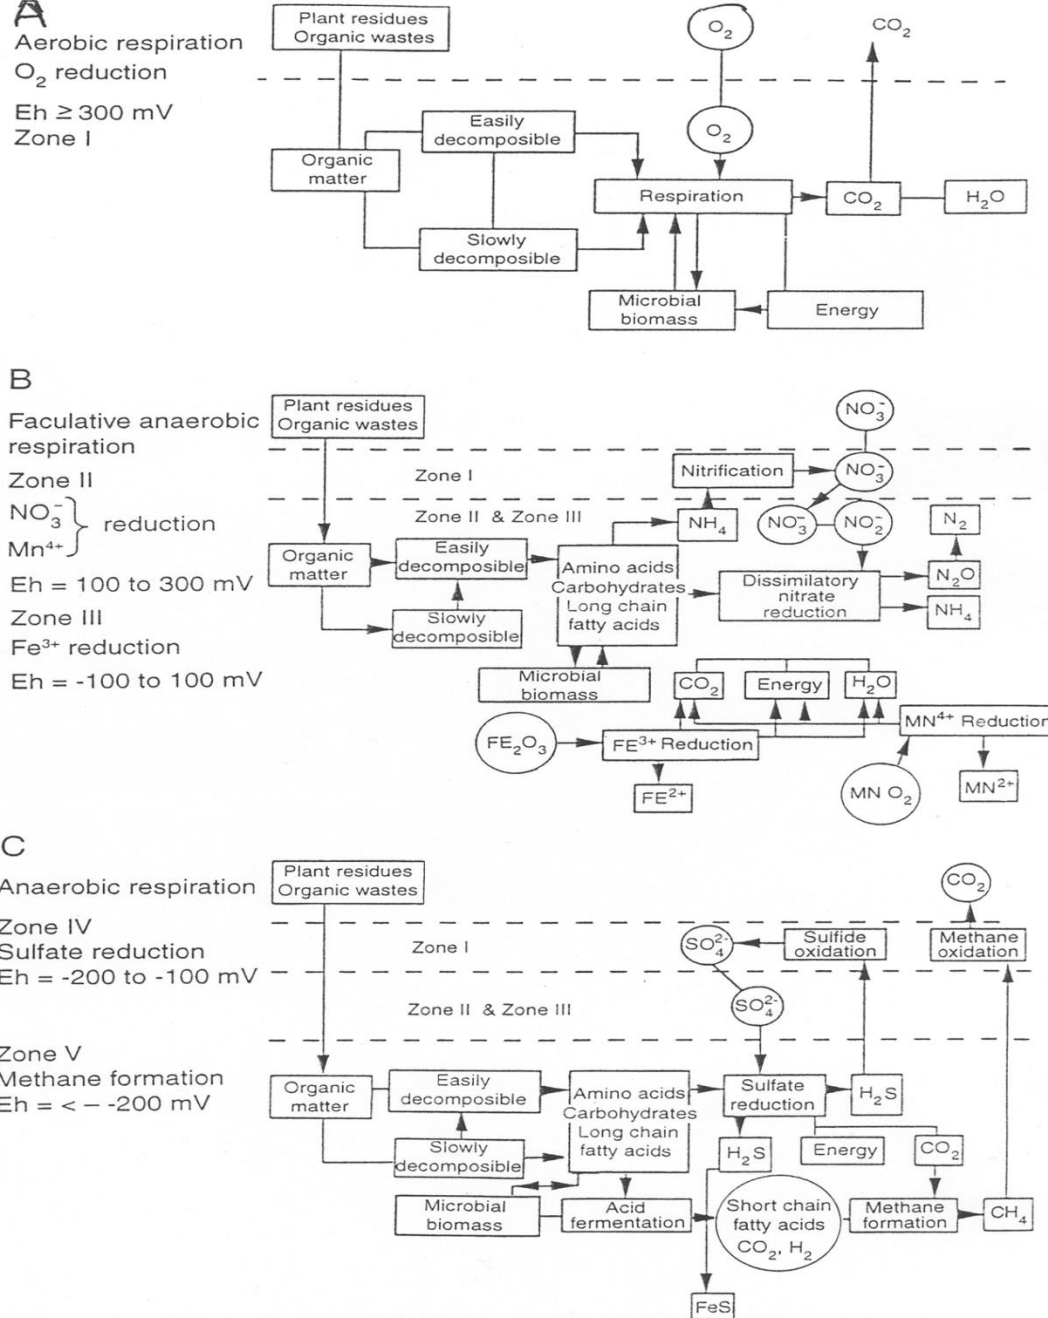 A
Aerobic respiration
O₂ reduction
Eh ≥ 300 mV
Zone I
Plant residues
Organic wastes
O₂
CO₂
O₂
Easily
decomposible
Organic
matter
Respiration
CO₂
H₂O
Slowly
decomposible
Microbial
biomass
Energy
B
Faculative anaerobic
respiration
Zone II
NO₃⁻
Mn⁴⁺
reduction
Eh = 100 to 300 mV
Zone III
Fe³⁺ reduction
Eh = -100 to 100 mV
Plant residues
Organic wastes
NO₃⁻
Zone I
Nitrification
NO₃⁻
Zone II & Zone III
NH₄
NO₃⁻
NO₂⁻
N₂
Organic
matter
Easily
decomposible
Amino acids
Carbohydrates
Long chain
fatty acids
Dissimilatory
nitrate
reduction
N₂O
NH₄
Slowly
decomposible
Microbial
biomass
CO₂
Energy
H₂O
FE₂O₃
FE³⁺ Reduction
MN⁴⁺ Reduction
FE²⁺
MN O₂
MN²⁺
C
Anaerobic respiration
Zone IV
Sulfate reduction
Eh = -200 to -100 mV
Zone V
Methane formation
Eh = < – -200 mV
Plant residues
Organic wastes
CO₂
Zone I
SO₄²⁻
Sulfide
oxidation
Methane
oxidation
Zone II & Zone III
SO₄²⁻
Organic
matter
Easily
decomposible
Amino acids
Carbohydrates
Long chain
fatty acids
Sulfate
reduction
H₂S
Slowly
decomposible
H₂S
Energy
CO₂
Microbial
biomass
Acid
fermentation
Short chain
fatty acids
CO₂, H₂
Methane
formation
CH₄
FeS